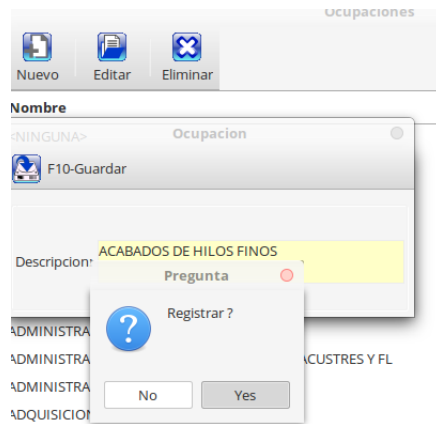 Ocupaciones
Nuevo Editar Eliminar
Nombre
<NINGUNA> Ocupacion
F10-Guardar
Descripcion:
ACABADOS DE HILOS FINOS
Pregunta
Registrar ?
ADMINISTRA
ADMINISTRA ACUSTRES Y FL
ADMINISTRA
No Yes
ADQUISICION